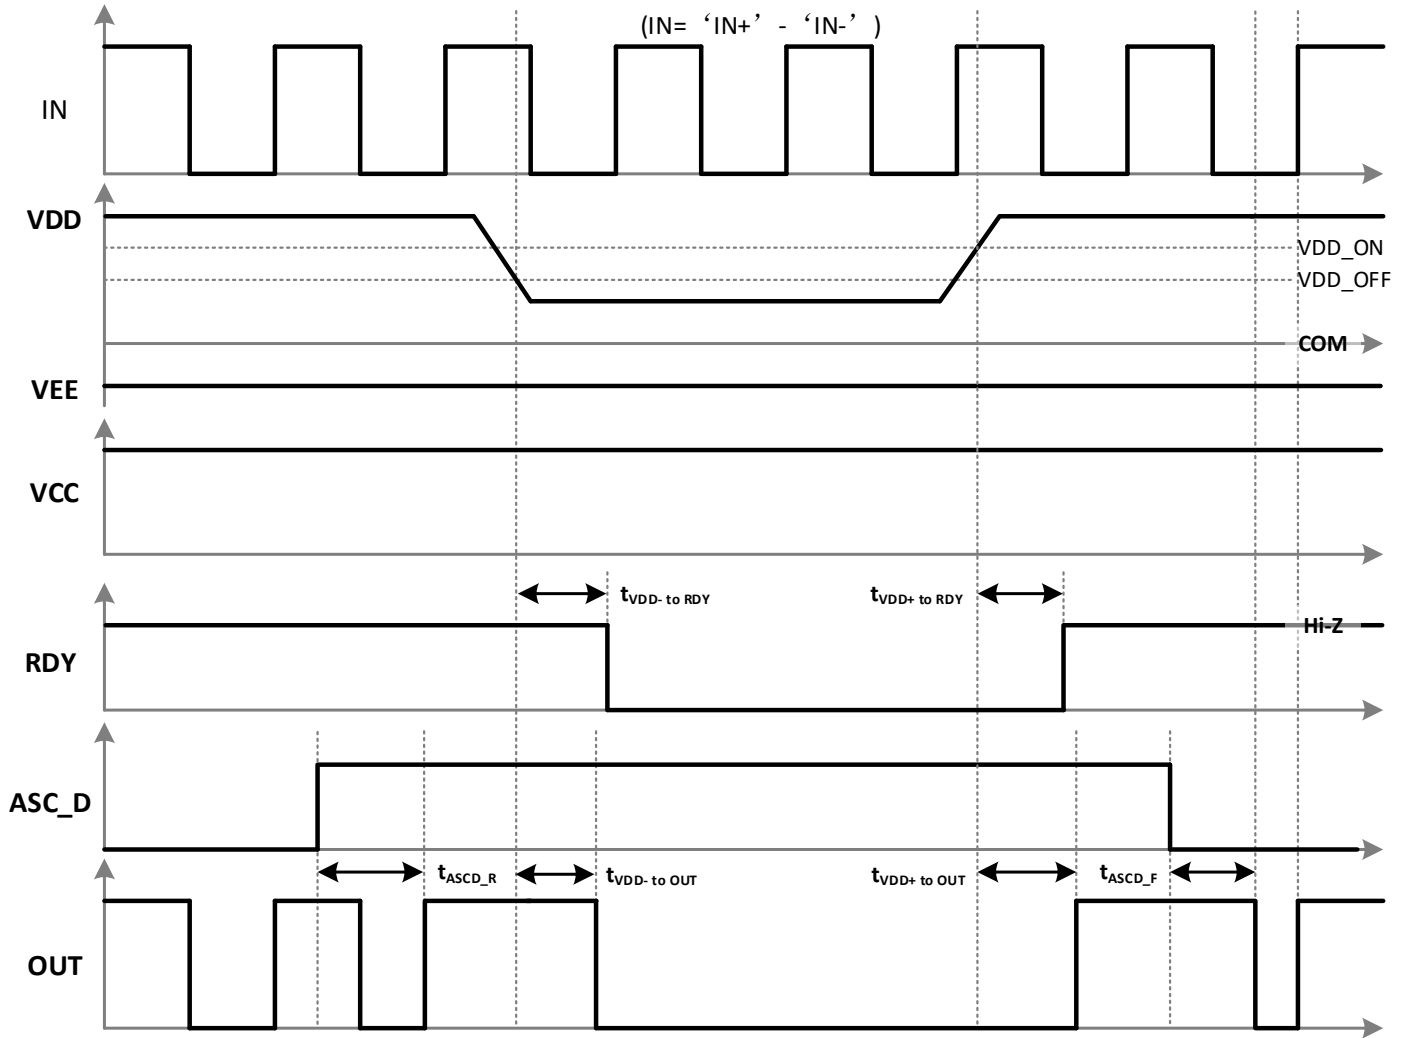 (IN= ‘IN+’ - ‘IN-’ )
IN
VDD
VDD_ON
VDD_OFF
COM
VEE
VCC
tVDD- to RDY
tVDD+ to RDY
Hi-Z
RDY
ASC_D
tASCD_R
tVDD- to OUT
tVDD+ to OUT
tASCD_F
OUT